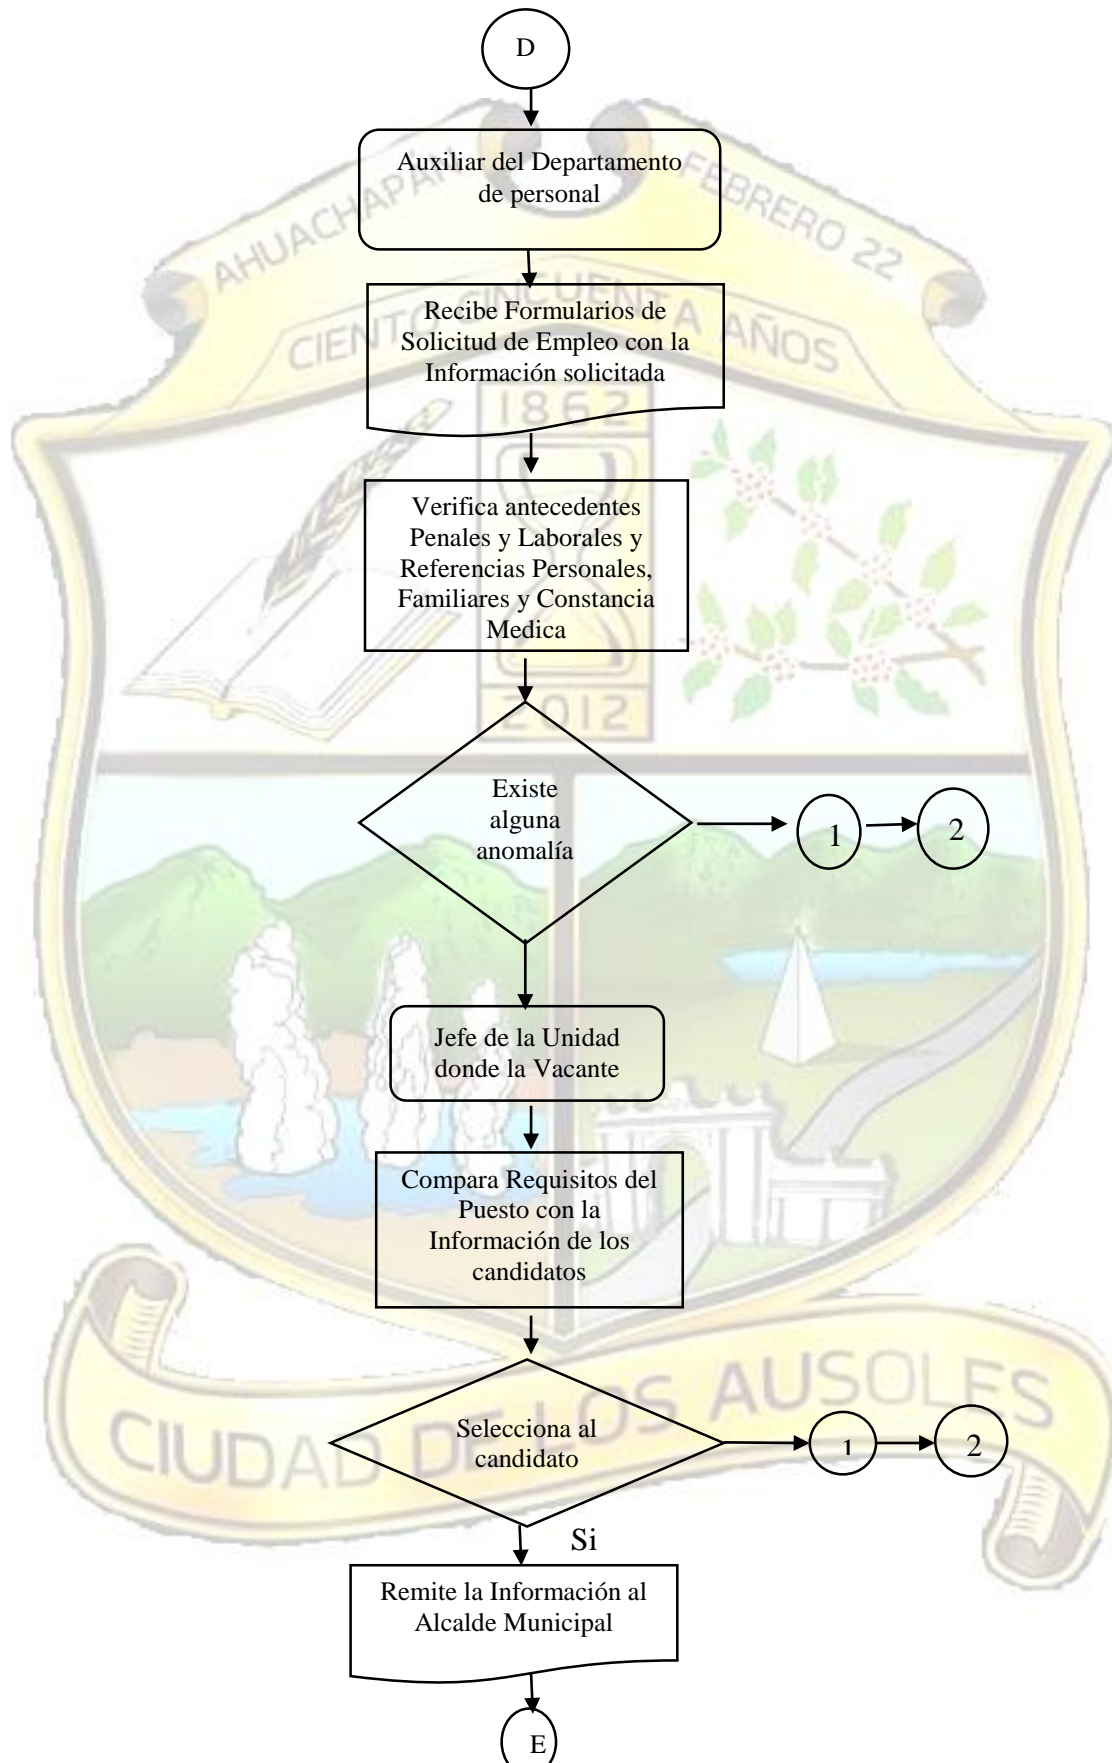 D
Auxiliar del Departamento
de personal
AHUACHAPÁN
FEBRERO 22
CIENTO CINCUENTA AÑOS
Recibe Formularios de
Solicitud de Empleo con la
Información solicitada
1862
Verifica antecedentes
Penales y Laborales y
Referencias Personales,
Familiares y Constancia
Medica
2012
Existe
alguna
anomalía
1
2
Jefe de la Unidad
donde la Vacante
Compara Requisitos del
Puesto con la
Información de los
candidatos
CIUDAD DE LOS AUSOLES
Selecciona al
candidato
1
2
Si
Remite la Información al
Alcalde Municipal
E